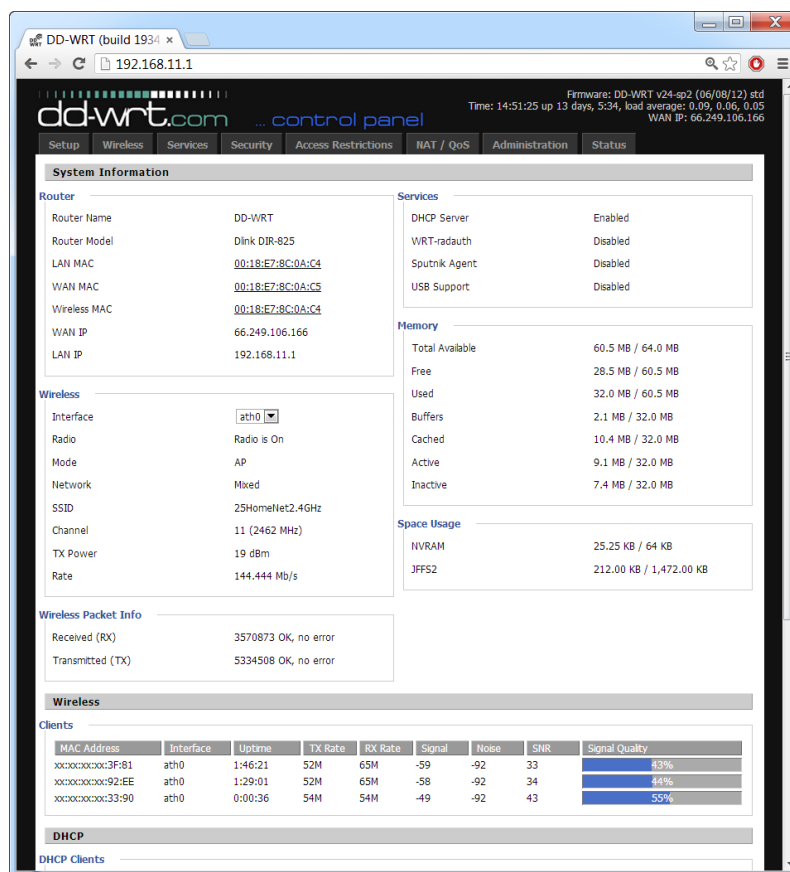 DD-WRT (build 1934
192.168.11.1
Firmware: DD-WRT v24-sp2 (06/08/12) std
Time: 14:51:25 up 13 days, 5:34, load average: 0.09, 0.06, 0.05
WAN IP: 66.249.106.166
dd-wrt.com ... control panel
Setup Wireless Services Security Access Restrictions NAT / QoS Administration Status
System Information
Router
Router Name DD-WRT
Router Model Dlink DIR-825
LAN MAC 00:18:E7:8C:0A:C4
WAN MAC 00:18:E7:8C:0A:C5
Wireless MAC 00:18:E7:8C:0A:C4
WAN IP 66.249.106.166
LAN IP 192.168.11.1
Wireless
Interface ath0
Radio Radio is On
Mode AP
Network Mixed
SSID 25HomeNet2.4GHz
Channel 11 (2462 MHz)
TX Power 19 dBm
Rate 144.444 Mb/s
Wireless Packet Info
Received (RX) 3570873 OK, no error
Transmitted (TX) 5334508 OK, no error
Services
DHCP Server Enabled
WRT-radauth Disabled
Sputnik Agent Disabled
USB Support Disabled
Memory
Total Available 60.5 MB / 64.0 MB
Free 28.5 MB / 60.5 MB
Used 32.0 MB / 60.5 MB
Buffers 2.1 MB / 32.0 MB
Cached 10.4 MB / 32.0 MB
Active 9.1 MB / 32.0 MB
Inactive 7.4 MB / 32.0 MB
Space Usage
NVRAM 25.25 KB / 64 KB
JFFS2 212.00 KB / 1,472.00 KB
Wireless
Clients
MAC Address Interface Uptime TX Rate RX Rate Signal Noise SNR Signal Quality
xx:xx:xx:xx:3F:81 ath0 1:46:21 52M 65M -59 -92 33 43%
xx:xx:xx:xx:92:EE ath0 1:29:01 52M 65M -58 -92 34 44%
xx:xx:xx:xx:33:90 ath0 0:00:36 54M 54M -49 -92 43 55%
DHCP
DHCP Clients